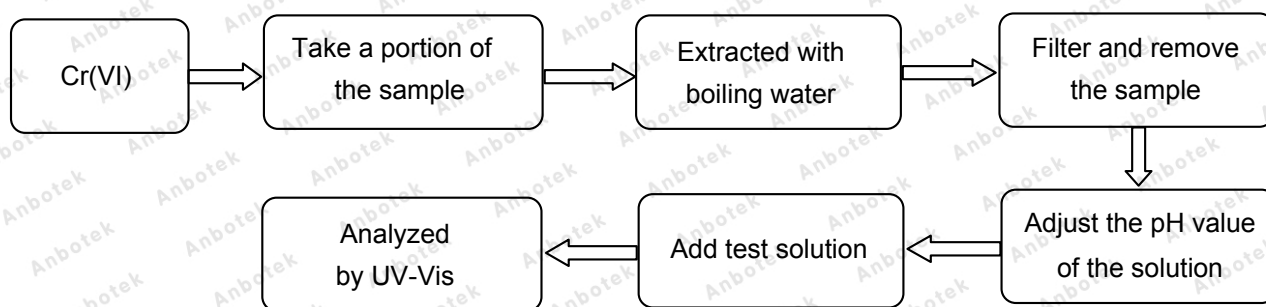 Cr(VI)
Take a portion of
the sample
Extracted with
boiling water
Filter and remove
the sample
Adjust the pH value
of the solution
Add test solution
Analyzed
by UV-Vis
Anbotek